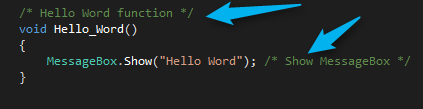 /* Hello Word function */
void Hello_Word()
{
MessageBox.Show("Hello Word"); /* Show MessageBox */
}